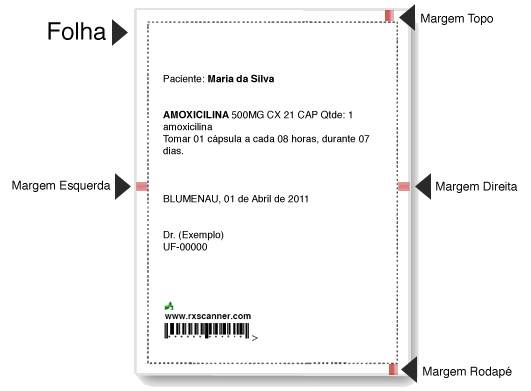 Margem Topo
Folha
Paciente: Maria da Silva
AMOXICILINA 500MG CX 21 CAP Qtde: 1
amoxicilina
Tomar 01 cápsula a cada 08 horas, durante 07
dias.
Margem Esquerda
Margem Direita
BLUMENAU, 01 de Abril de 2011
Dr. (Exemplo)
UF-00000
www.rxscanner.com
>
Margem Rodapé